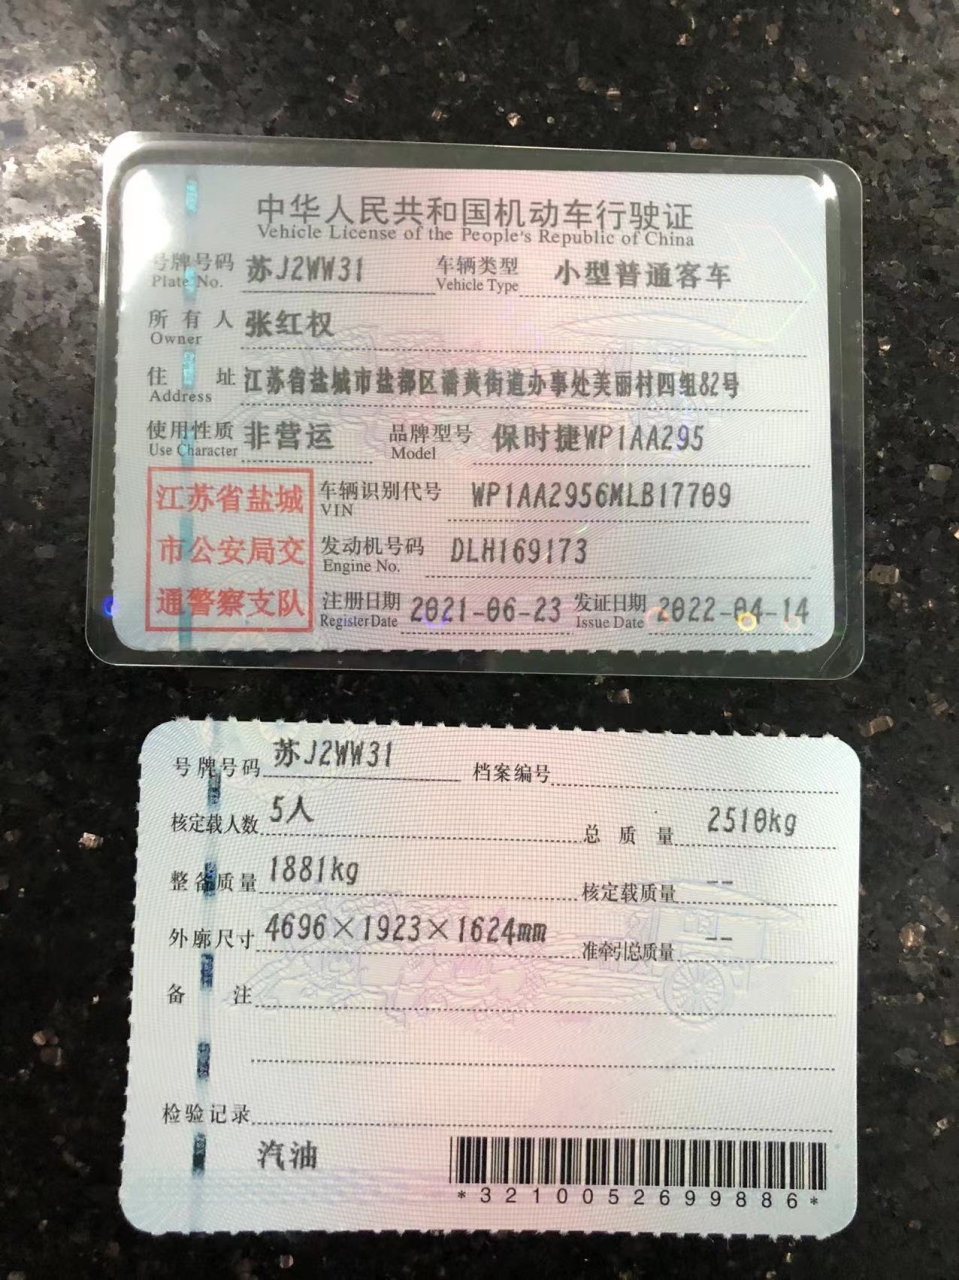 中华人民共和国机动车行驶证
Vehicle License of the People's Republic of China
号牌号码 苏J2WW31 车辆类型 小型普通客车
Plate No. Vehicle Type
所有人 张红权
Owner
住址 江苏省盐城市盐都区潘黄街道办事处美丽村四组82号
Address
使用性质 非营运 品牌型号 保时捷WP1AA295
Use Character Model
江苏省盐城
市公安局交
通警察支队
车辆识别代号 WP1AA2956MLB17709
VIN
发动机号码 DLH169173
Engine No.
注册日期 2021-06-23 发证日期 2022-04-14
Register Date Issue Date
号牌号码 苏J2WW31 档案编号
核定载人数 5人 总质量 2510kg
整备质量 1881kg 核定载质量 --
外廓尺寸 4696×1923×1624mm 准牵引总质量 --
备注
检验记录
汽油
*3210052699886*